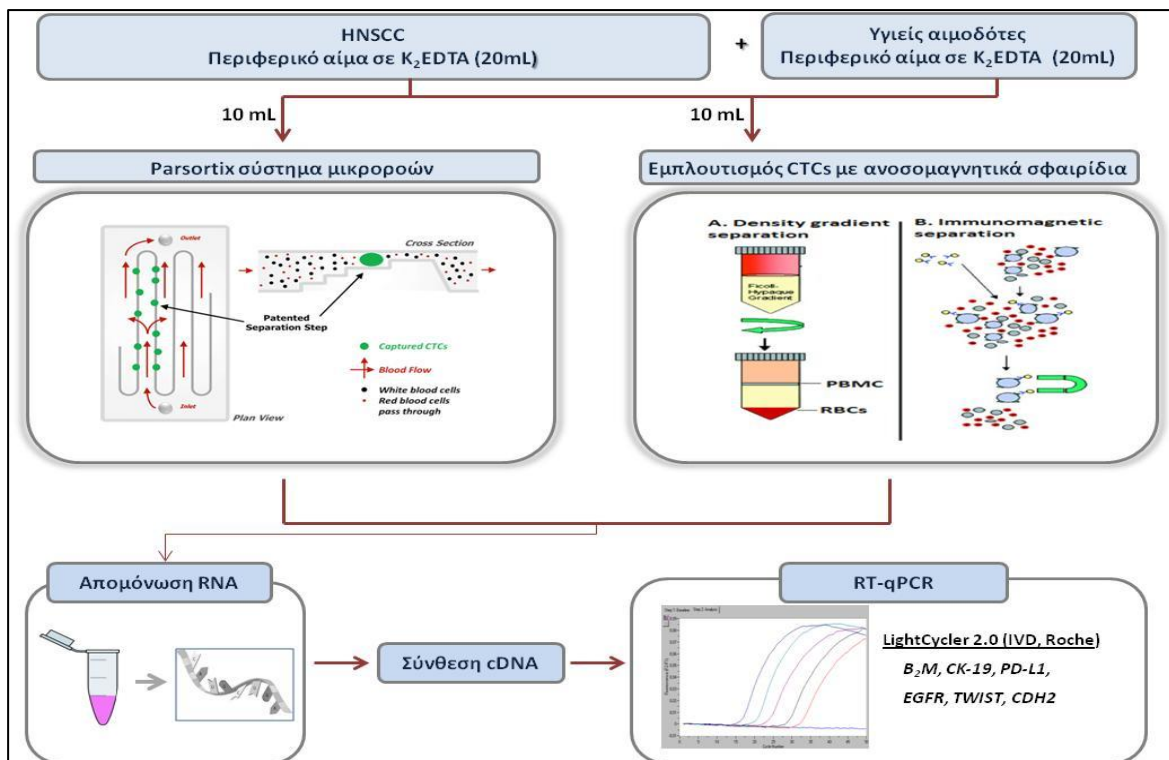 HNSCC
Περιφερικό αίμα σε K₂EDTA (20mL)
+
Υγιείς αιμοδότες
Περιφερικό αίμα σε K₂EDTA (20mL)
10 mL
10 mL
Parsortix σύστημα μικροροών
Εμπλουτισμός CTCs με ανοσομαγνητικά σφαιρίδια
Outlet
Cross Section
Patented
Separation Step
Captured CTCs
Blood Flow
White blood cells
Red blood cells
pass through
Inlet
Plan View
A. Density gradient
separation
Ficoll-
Hypaque
Gradient
PBMC
RBCs
B. Immunomagnetic
separation
Απομόνωση RNA
Σύνθεση cDNA
RT-qPCR
LightCycler 2.0 (IVD, Roche)
B₂M, CK-19, PD-L1,
EGFR, TWIST, CDH2